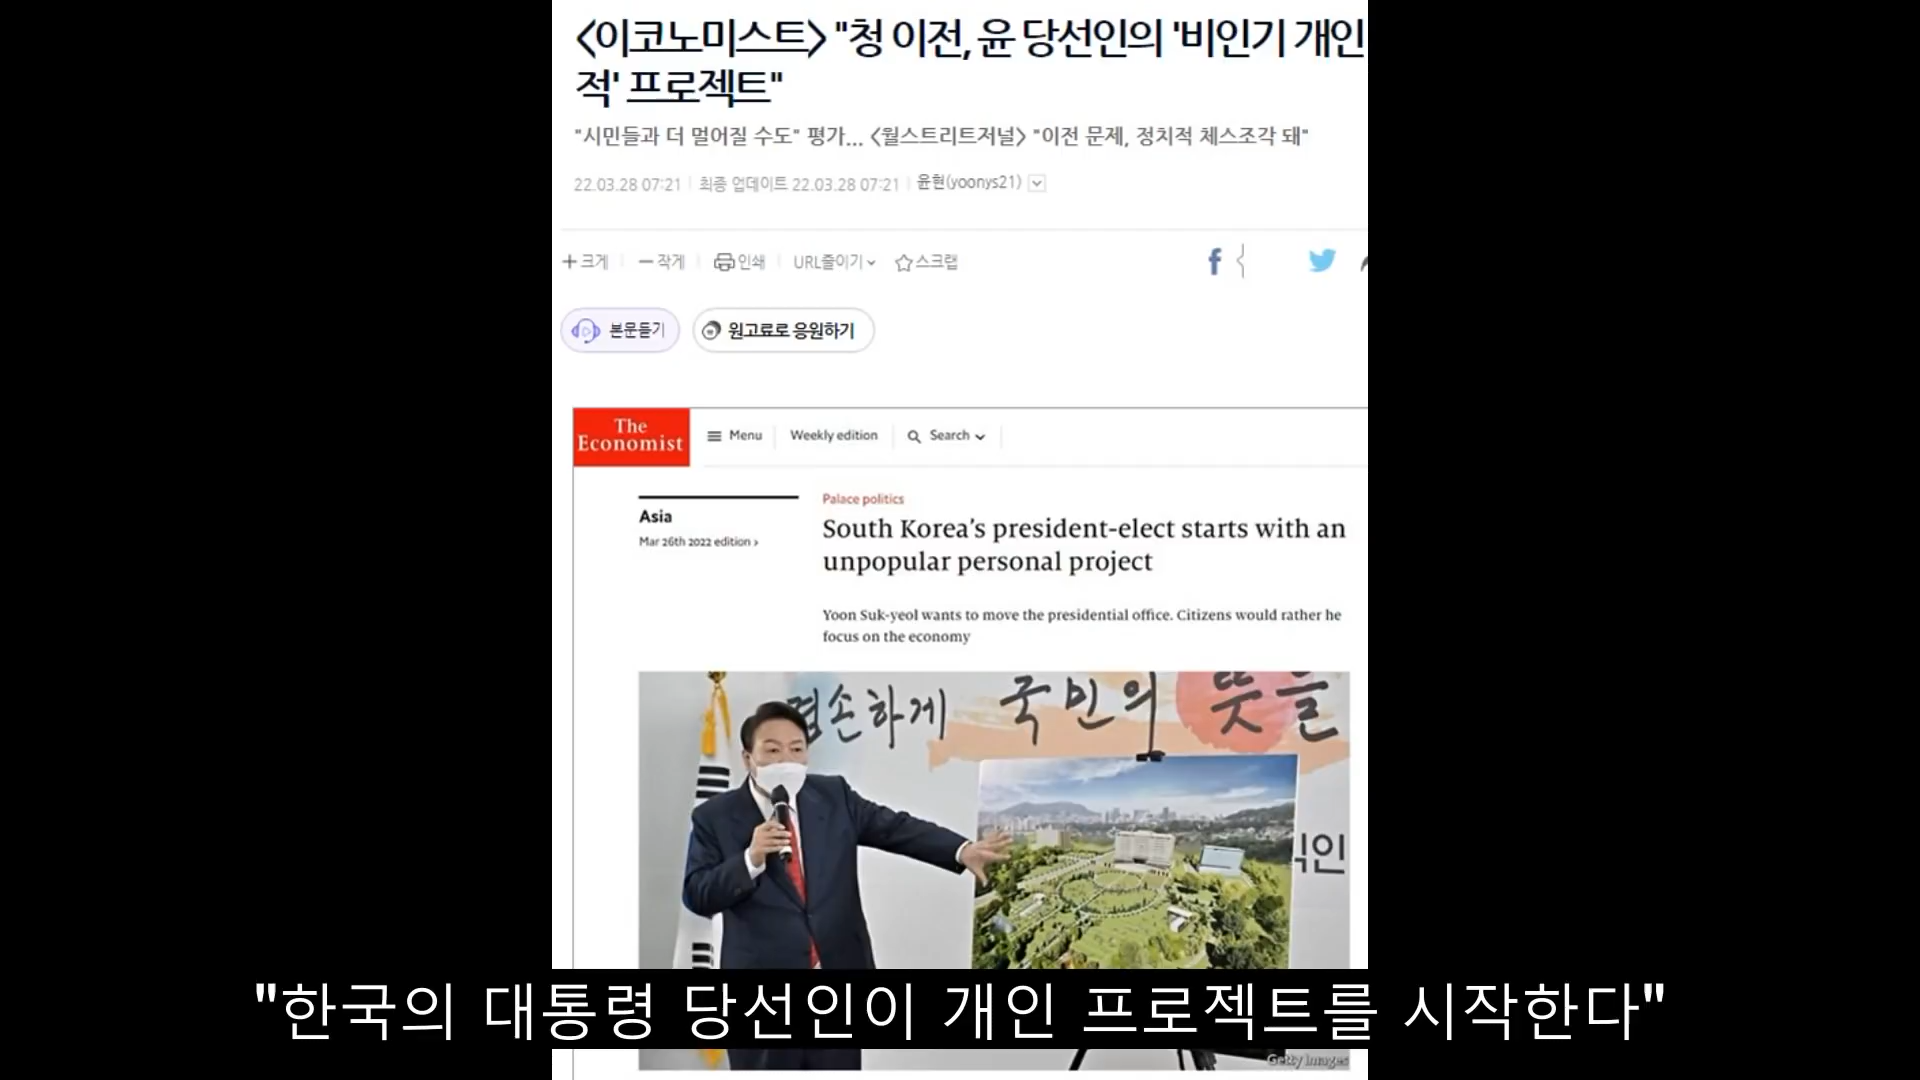 <이코노미스트> "청 이전, 윤 당선인의 '비인기 개인
적' 프로젝트"
"시민들과 더 멀어질 수도" 평가... <월스트리트저널> "이전 문제, 정치적 체스조각 돼"
22.03.28 07:21 최종 업데이트 22.03.28 07:21 윤현(yoonys21)
+크게 -작게 인쇄 URL줄이기 스크랩
본문듣기 원고료로 응원하기
The
Economist
Menu Weekly edition Search
Asia
Mar 26th 2022 edition >
Palace politics
South Korea's president-elect starts with an
unpopular personal project
Yoon Suk-yeol wants to move the presidential office. Citizens would rather he
focus on the economy
겸손하게 국민의 뜻을
인
"한국의 대통령 당선인이 개인 프로젝트를 시작한다"
Getty Images